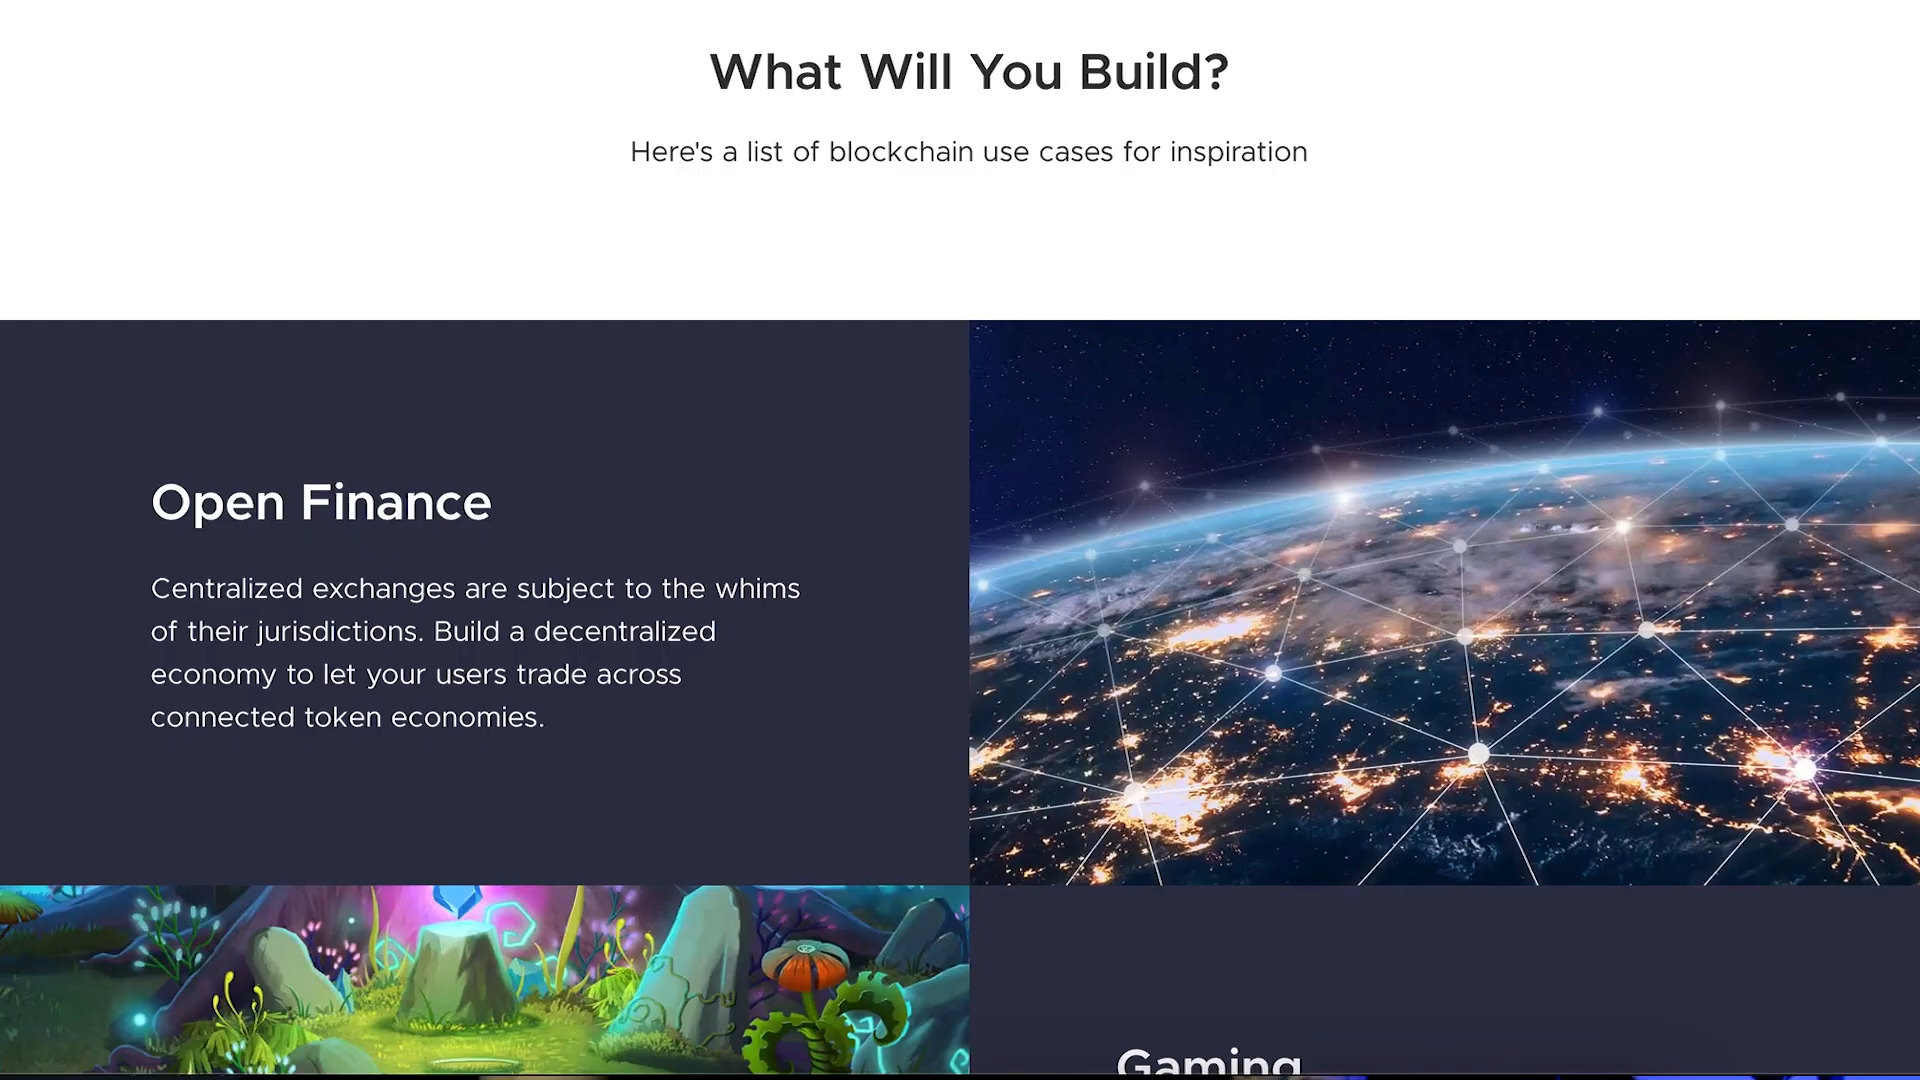 What Will You Build?
Here's a list of blockchain use cases for inspiration
Open Finance
Centralized exchanges are subject to the whims
of their jurisdictions. Build a decentralized
economy to let your users trade across
connected token economies.
Gaming